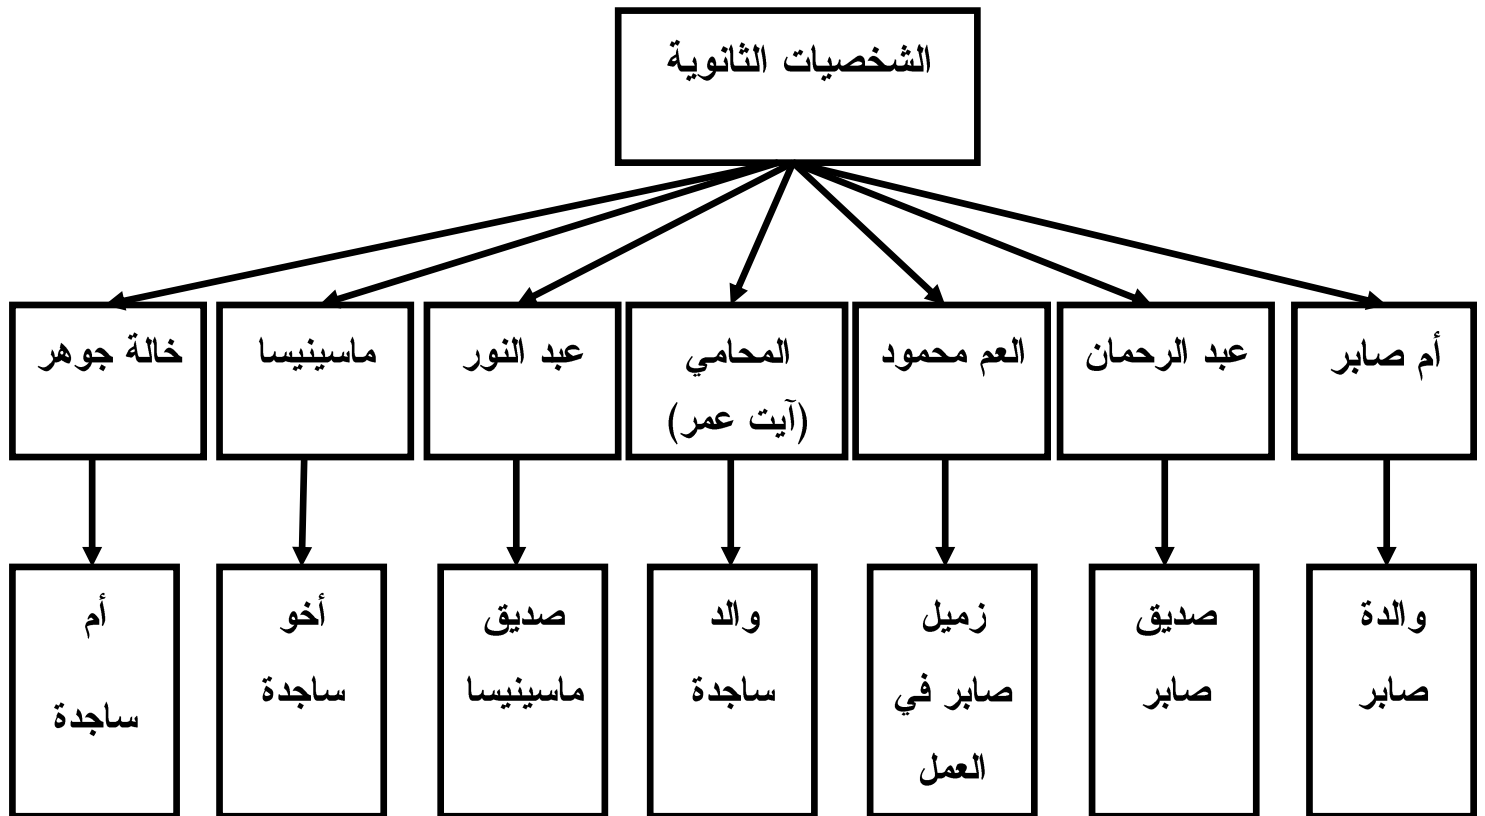 الشخصيات الثانوية
أم صابر
عبد الرحمان
العم محمود
المحامي
(آيت عمر)
عبد النور
ماسينيسا
خالة جوهر
والدة
صابر
صديق
صابر
زميل
صابر في
العمل
والد
ساجدة
صديق
ماسينيسا
أخو
ساجدة
أم
ساجدة